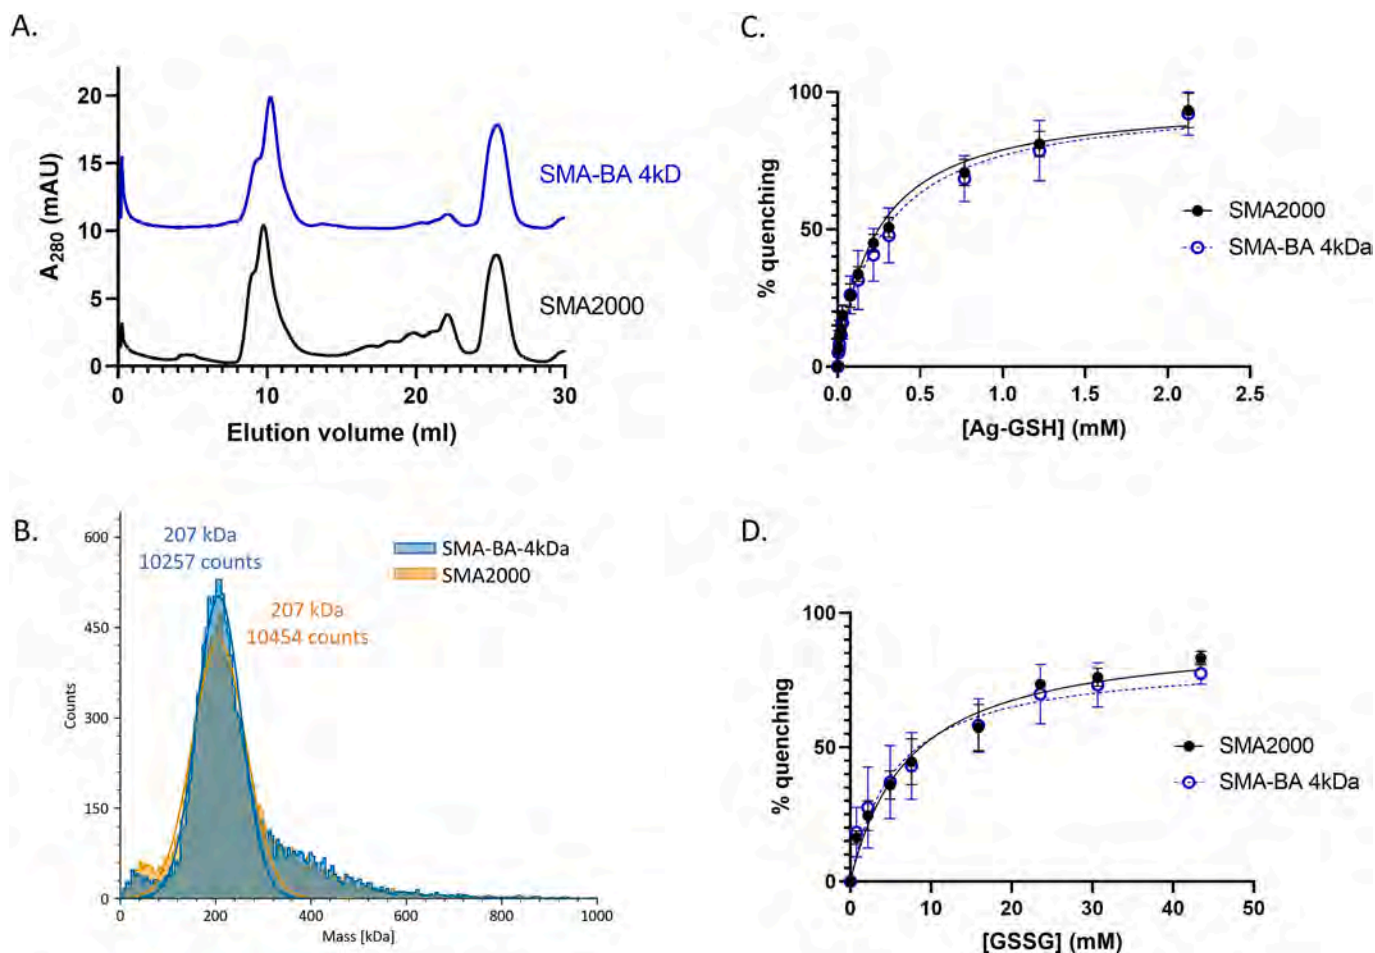 A.
A280 (mAU)
20
15
10
5
0
SMA-BA 4kD
SMA2000
0 10 20 30
Elution volume (ml)
B.
207 kDa
10257 counts
207 kDa
10454 counts
SMA-BA-4kDa
SMA2000
Counts
600
450
300
150
0
0 200 400 600 800 1000
Mass [kDa]
C.
% quenching
100
50
0
SMA2000
SMA-BA 4kDa
0.0 0.5 1.0 1.5 2.0 2.5
[Ag-GSH] (mM)
D.
% quenching
100
50
0
SMA2000
SMA-BA 4kDa
0 10 20 30 40 50
[GSSG] (mM)